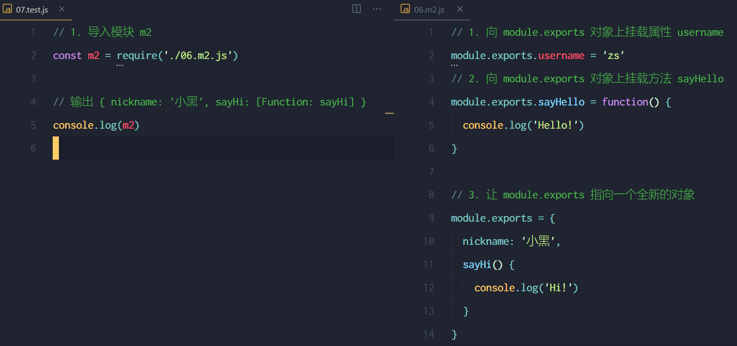 07.test.js
1 // 1. 导入模块 m2
2 const m2 = require('./06.m2.js')
3
4 // 输出 { nickname: '小黑', sayHi: [Function: sayHi] }
5 console.log(m2)
6
06.m2.js
1 // 1. 向 module.exports 对象上挂载属性 username
2 module.exports.username = 'zs'
3 // 2. 向 module.exports 对象上挂载方法 sayHello
4 module.exports.sayHello = function() {
5 console.log('Hello!')
6 }
7
8 // 3. 让 module.exports 指向一个全新的对象
9 module.exports = {
10 nickname: '小黑',
11 sayHi() {
12 console.log('Hi!')
13 }
14 }